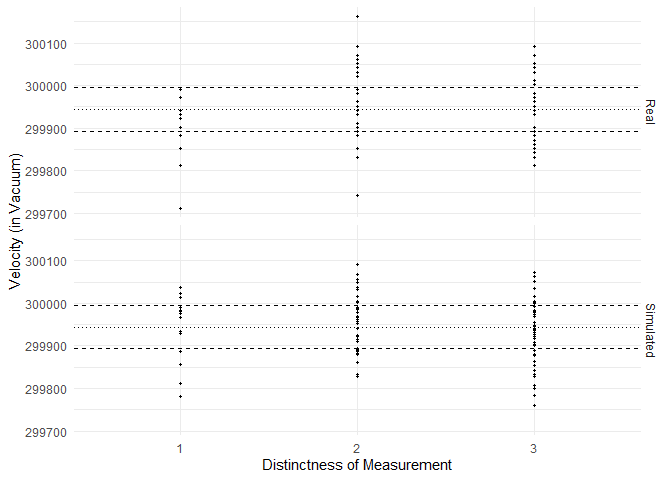 Velocity (in Vacuum)
300100
300000
299900
299800
299700
Real
300100
300000
299900
299800
299700
Simulated
1 2 3
Distinctness of Measurement